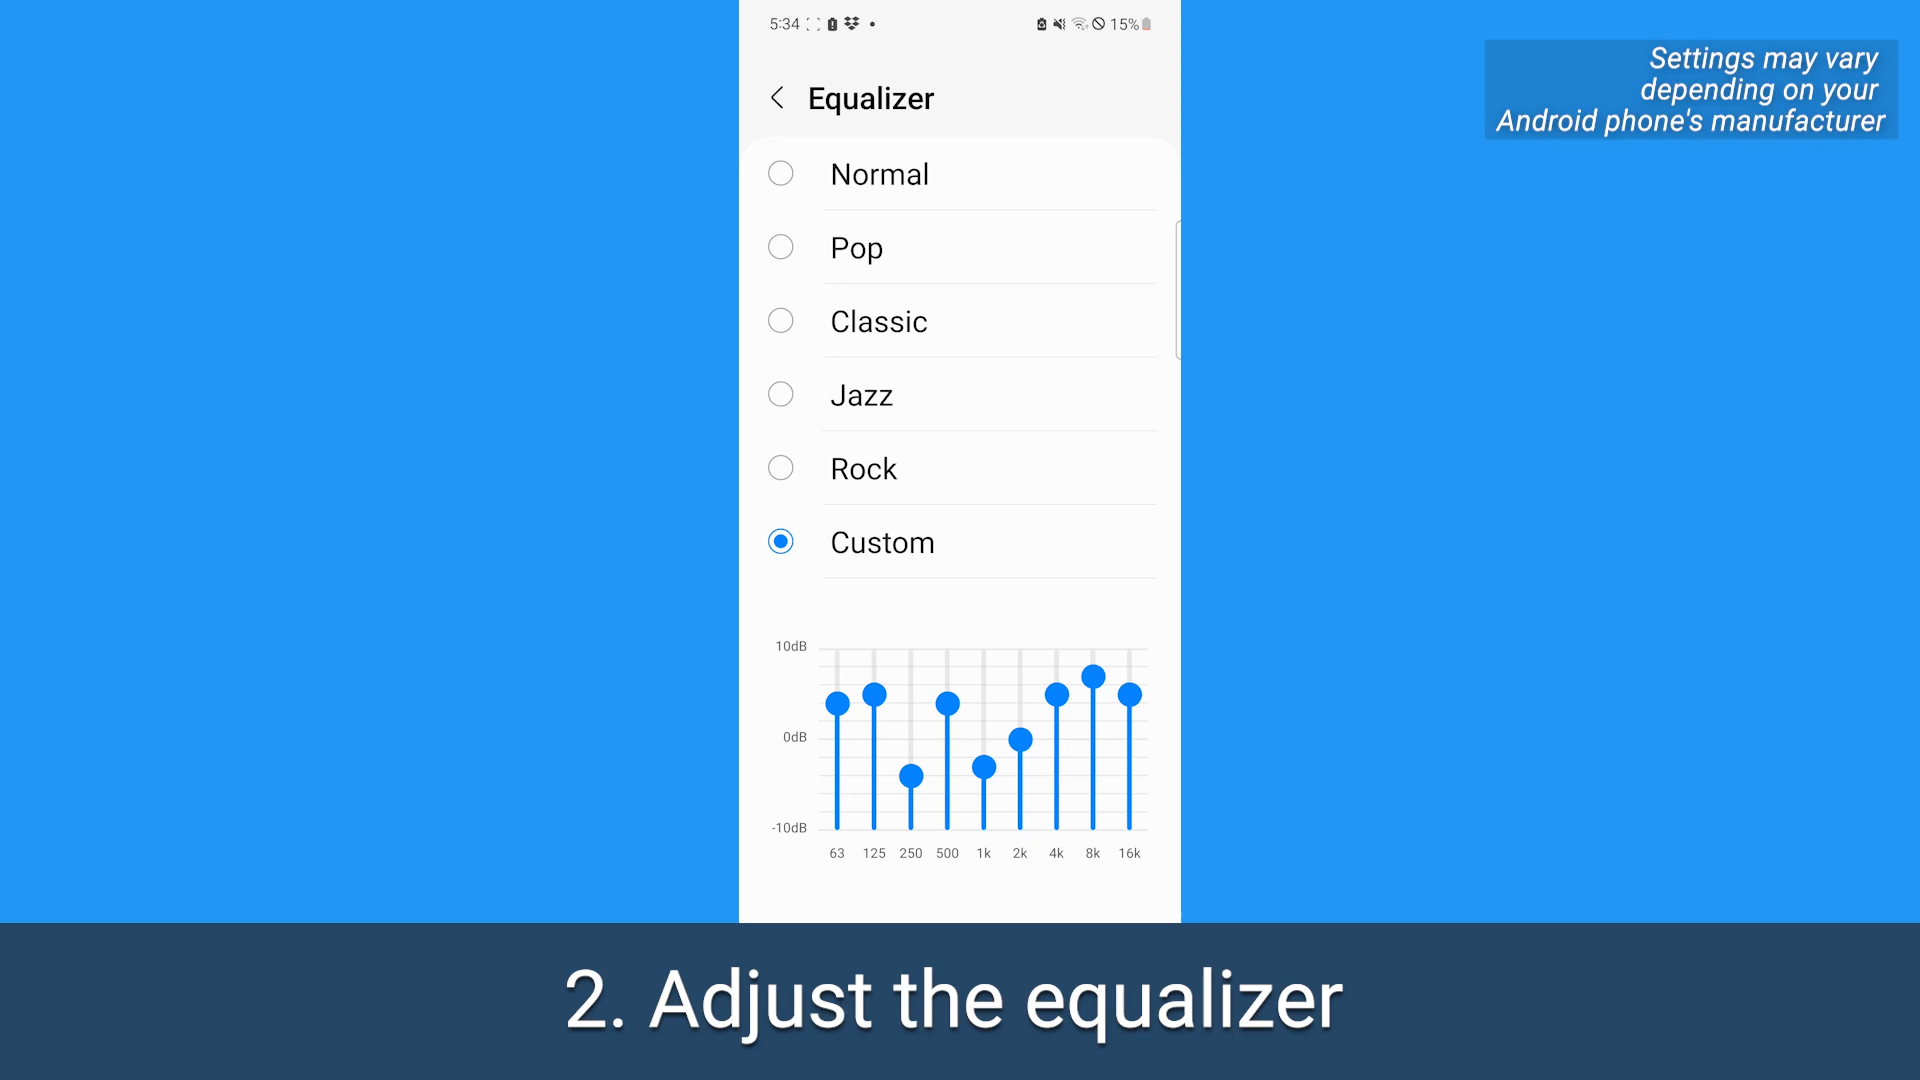 5:34
15%
Settings may vary
depending on your
Android phone's manufacturer
Equalizer
Normal
Pop
Classic
Jazz
Rock
Custom
10dB
0dB
-10dB
63 125 250 500 1k 2k 4k 8k 16k
2. Adjust the equalizer